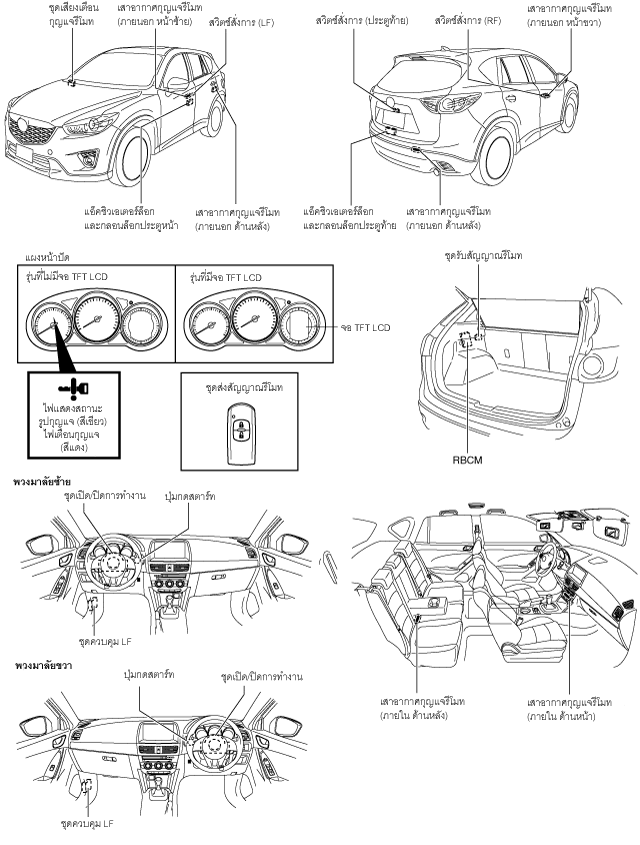 ชุดเสียงเตือน
กุญแจรีโมท
เสาอากาศกุญแจรีโมท
(ภายนอก หน้าซ้าย)
สวิตช์สั่งการ (LF)
สวิตช์สั่งการ (ประตูท้าย)
สวิตช์สั่งการ (RF)
เสาอากาศกุญแจรีโมท
(ภายนอก หน้าขวา)
แอ็คชิวเอเตอร์ล็อก
และกลอนล็อกประตูหน้า
เสาอากาศกุญแจรีโมท
(ภายนอก ด้านหลัง)
แอ็คชิวเอเตอร์ล็อก
และกลอนล็อกประตูท้าย
เสาอากาศกุญแจรีโมท
(ภายนอก ด้านหลัง)
แผงหน้าปัด
รุ่นที่ไม่มีจอ TFT LCD
รุ่นที่มีจอ TFT LCD
จอ TFT LCD
ชุดรับสัญญาณรีโมท
ไฟแสดงสถานะ
รูปกุญแจ (สีเขียว)
ไฟเตือนกุญแจ
(สีแดง)
ชุดส่งสัญญาณรีโมท
RBCM
พวงมาลัยซ้าย
ชุดเปิด/ปิดการทำงาน
ปุ่มกดสตาร์ท
ชุดควบคุม LF
พวงมาลัยขวา
ปุ่มกดสตาร์ท
ชุดเปิด/ปิดการทำงาน
ชุดควบคุม LF
เสาอากาศกุญแจรีโมท
(ภายใน ด้านหลัง)
เสาอากาศกุญแจรีโมท
(ภายใน ด้านหน้า)